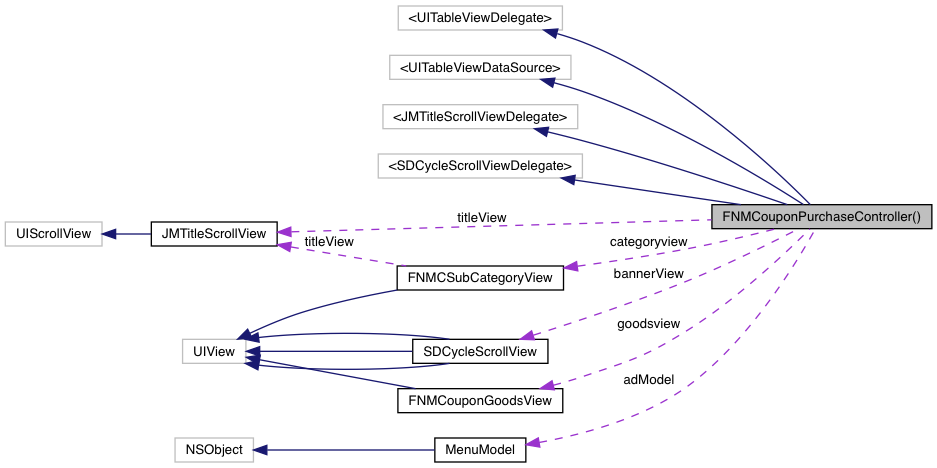 <UITableViewDelegate>
<UITableViewDataSource>
<JMTitleScrollViewDelegate>
<SDCycleScrollViewDelegate>
FNMCouponPurchaseController()
titleView
UIScrollView
JMTitleScrollView
titleView
categoryview
FNMCSubCategoryView
bannerView
goodsview
UIView
SDCycleScrollView
adModel
FNMCouponGoodsView
NSObject
MenuModel